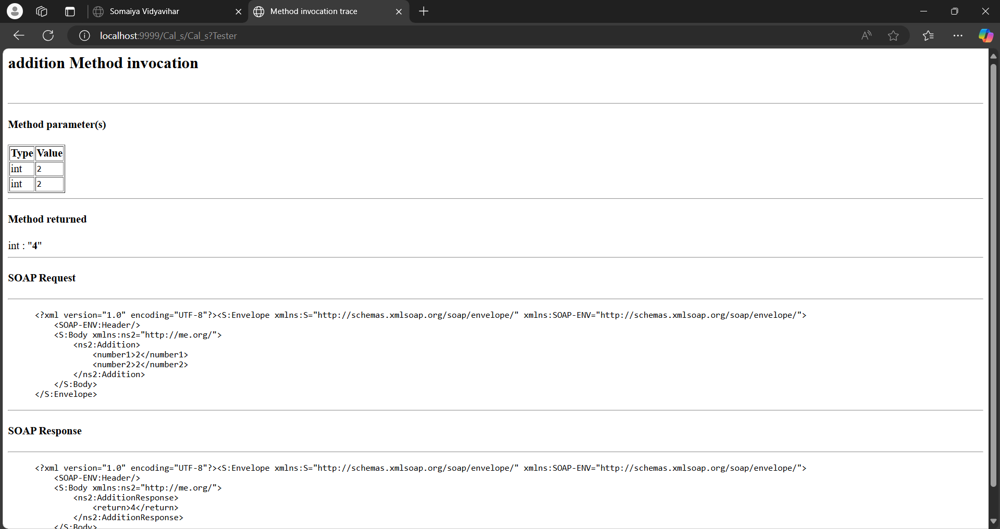 Somaiya Vidyavihar
Method invocation trace
localhost:9999/Cal_s/Cal_s?Tester
addition Method invocation
Method parameter(s)
Type Value
int 2
int 2
Method returned
int : "4"
SOAP Request
<?xml version="1.0" encoding="UTF-8"?><S:Envelope xmlns:S="http://schemas.xmlsoap.org/soap/envelope/" xmlns:SOAP-ENV="http://schemas.xmlsoap.org/soap/envelope/">
<SOAP-ENV:Header/>
<S:Body xmlns:ns2="http://me.org/">
<ns2:Addition>
<number1>2</number1>
<number2>2</number2>
</ns2:Addition>
</S:Body>
</S:Envelope>
SOAP Response
<?xml version="1.0" encoding="UTF-8"?><S:Envelope xmlns:S="http://schemas.xmlsoap.org/soap/envelope/" xmlns:SOAP-ENV="http://schemas.xmlsoap.org/soap/envelope/">
<SOAP-ENV:Header/>
<S:Body xmlns:ns2="http://me.org/">
<ns2:AdditionResponse>
<return>4</return>
</ns2:AdditionResponse>
</S:Body>